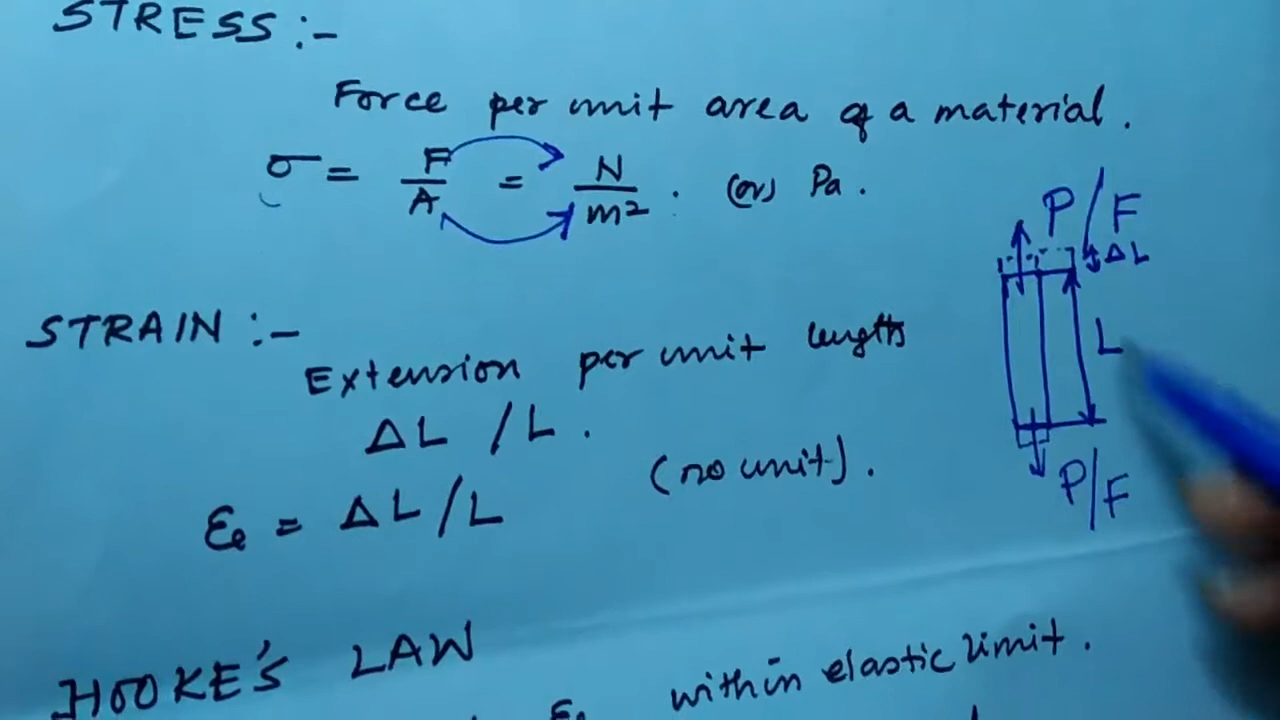 STRESS :-
Force per unit area of a material.
σ = F/A = N/m² . (or) Pa .
P/F
ΔL
L
P/F
STRAIN :-
Extension per unit length
ΔL / L .
(no unit) .
= ΔL/L
HOOKE'S LAW
within elastic limit .